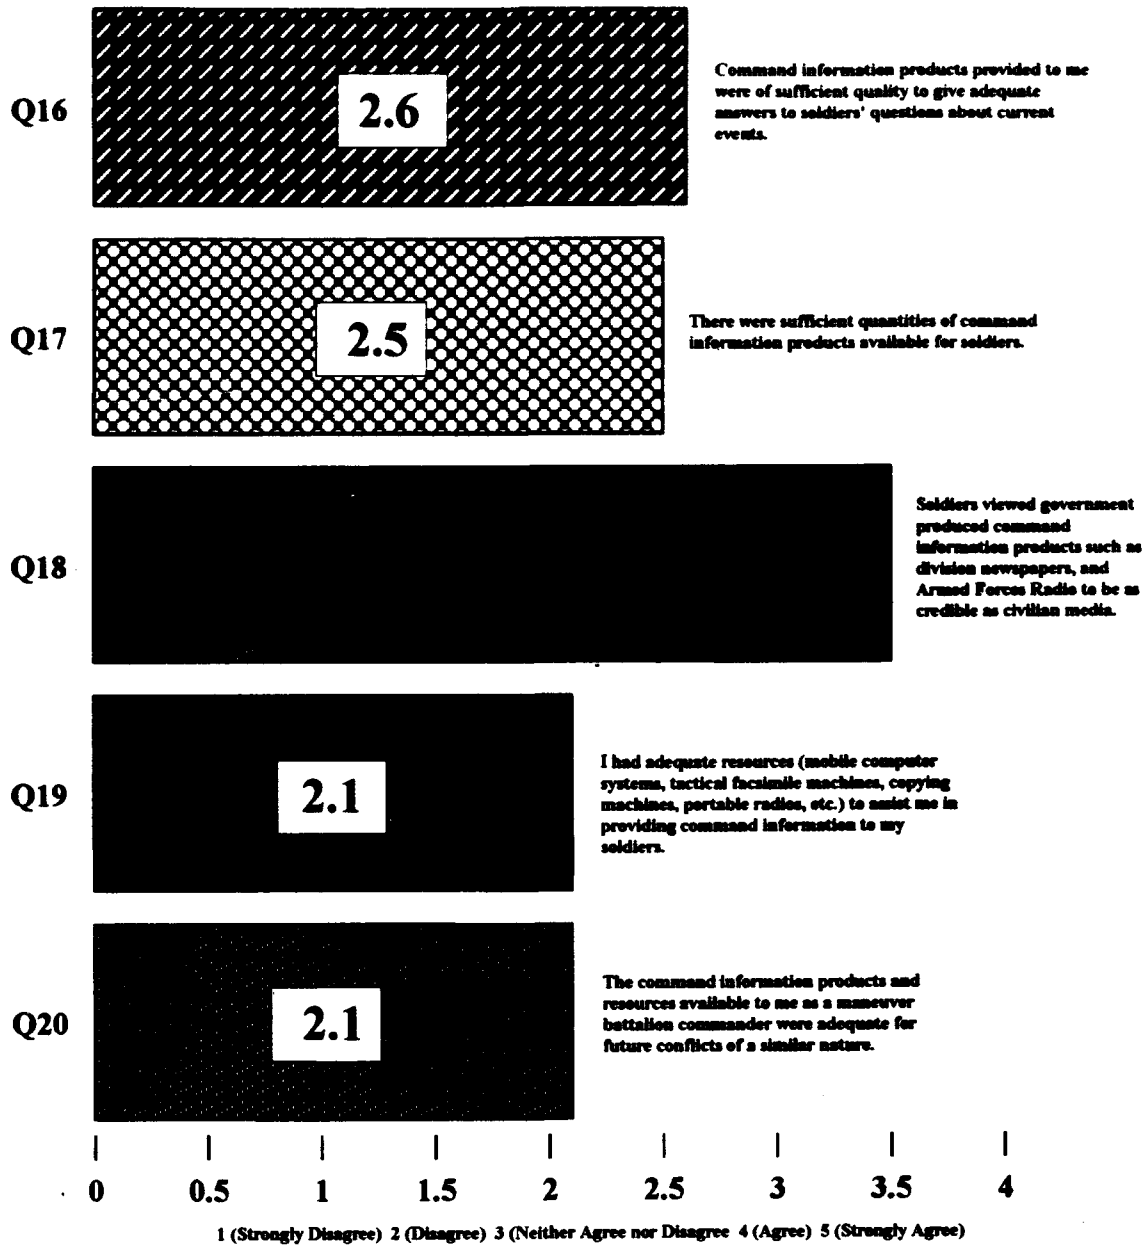 Q16
2.6
Command information products provided to me
were of sufficient quality to give adequate
answers to soldiers' questions about current
events.
Q17
2.5
There were sufficient quantities of command
information products available for soldiers.
Q18
Soldiers viewed government
produced command
information products such as
division newspapers, and
Armed Forces Radio to be as
credible as civilian media.
Q19
2.1
I had adequate resources (mobile computer
systems, tactical facsimile machines, copying
machines, portable radios, etc.) to assist me in
providing command information to my
soldiers.
Q20
2.1
The command information products and
resources available to me as a maneuver
battalion commander were adequate for
future conflicts of a similar nature.
0 0.5 1 1.5 2 2.5 3 3.5 4
1 (Strongly Disagree) 2 (Disagree) 3 (Neither Agree nor Disagree 4 (Agree) 5 (Strongly Agree)